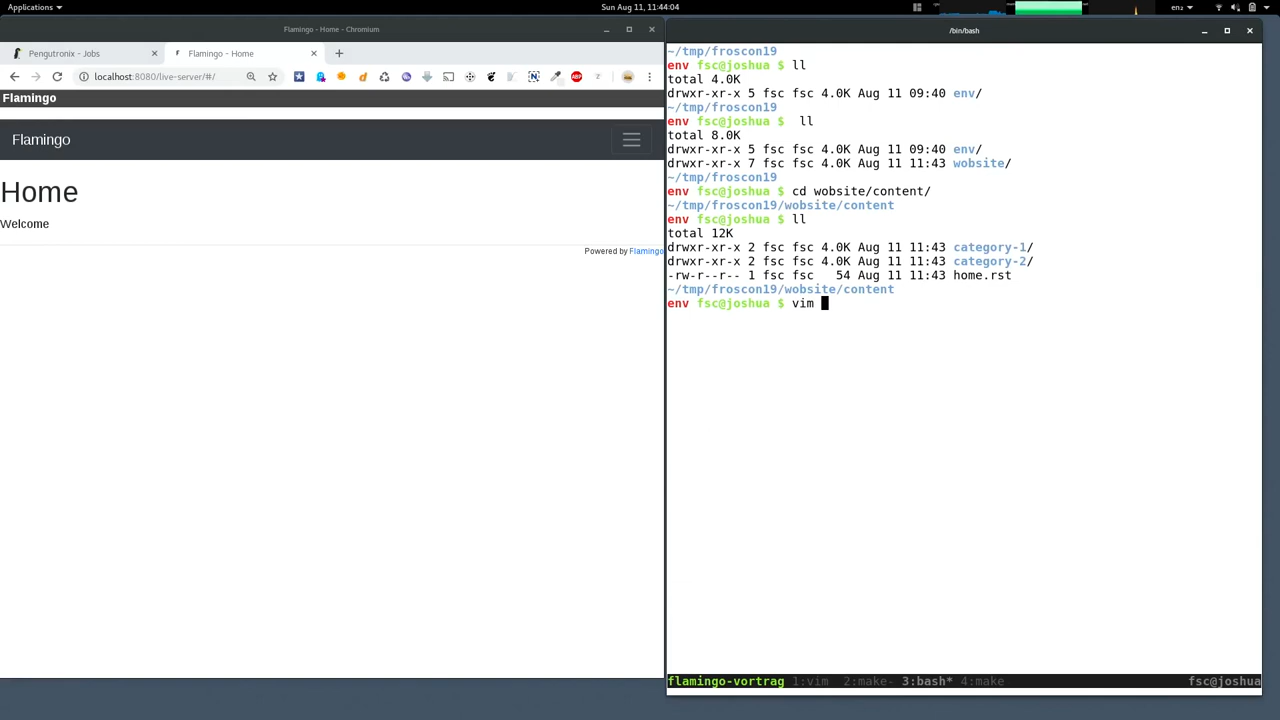 Applications
Sun Aug 11, 11:44:04
en₂
Flamingo - Home - Chromium
Pengutronix - Jobs
Flamingo - Home
localhost:8080/live-server/#/
ABP
Flamingo
Flamingo
Home
Welcome
Powered by Flamingo
/bin/bash
~/tmp/froscon19
env fsc@joshua $ ll
total 4.0K
drwxr-xr-x 5 fsc fsc 4.0K Aug 11 09:40 env/
~/tmp/froscon19
env fsc@joshua $  ll
total 8.0K
drwxr-xr-x 5 fsc fsc 4.0K Aug 11 09:40 env/
drwxr-xr-x 7 fsc fsc 4.0K Aug 11 11:43 wobsite/
~/tmp/froscon19
env fsc@joshua $ cd wobsite/content/
~/tmp/froscon19/wobsite/content
env fsc@joshua $ ll
total 12K
drwxr-xr-x 2 fsc fsc 4.0K Aug 11 11:43 category-1/
drwxr-xr-x 2 fsc fsc 4.0K Aug 11 11:43 category-2/
-rw-r--r-- 1 fsc fsc   54 Aug 11 11:43 home.rst
~/tmp/froscon19/wobsite/content
env fsc@joshua $ vim
flamingo-vortrag 1:vim  2:make- 3:bash* 4:make fsc@joshua